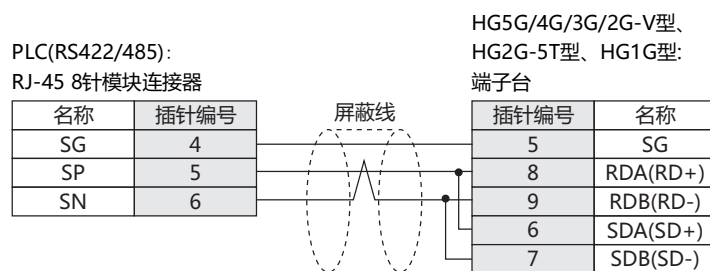 HG5G/4G/3G/2G-V型、
PLC(RS422/485)：
HG2G-5T型、HG1G型:
RJ-45 8针模块连接器
端子台
名称 插针编号 屏蔽线 插针编号 名称
SG 4 5 SG
SP 5 8 RDA(RD+)
SN 6 9 RDB(RD-)
6 SDA(SD+)
7 SDB(SD-)